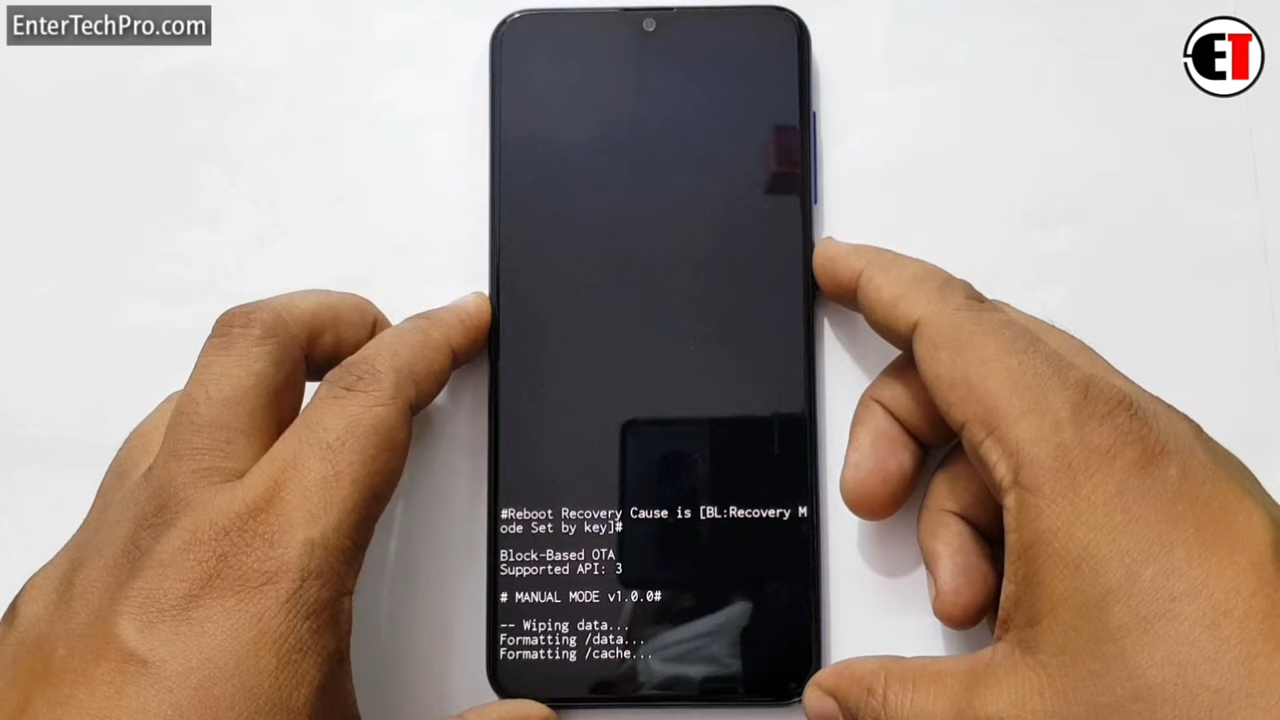 EnterTechPro.com
ET
#Reboot Recovery Cause is [BL:Recovery M
ode Set by key]#
Block-Based OTA
Supported API: 3
# MANUAL MODE v1.0.0#
-- Wiping data...
Formatting /data...
Formatting /cache...